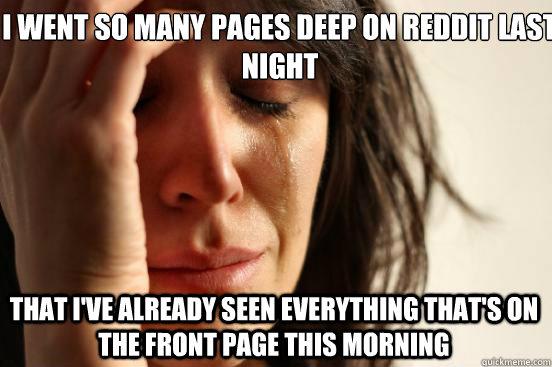 I WENT SO MANY PAGES DEEP ON REDDIT LAST
NIGHT
THAT I'VE ALREADY SEEN EVERYTHING THAT'S ON
THE FRONT PAGE THIS MORNING
quickmeme.com